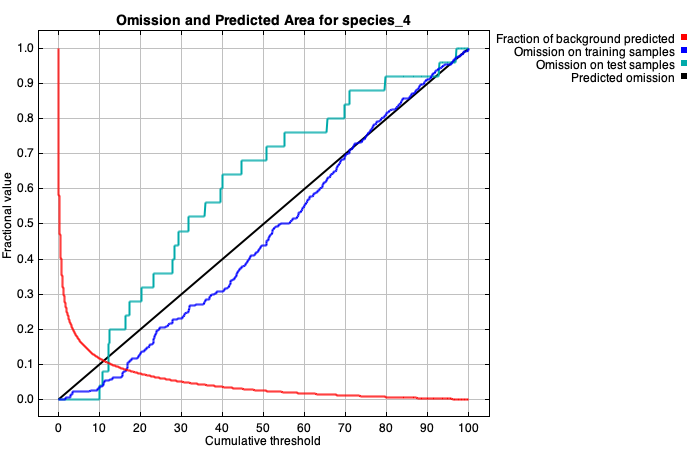 Omission and Predicted Area for species_4
Fraction of background predicted
Omission on training samples
Omission on test samples
Predicted omission
Fractional value
1.0
0.9
0.8
0.7
0.6
0.5
0.4
0.3
0.2
0.1
0.0
0 10 20 30 40 50 60 70 80 90 100
Cumulative threshold